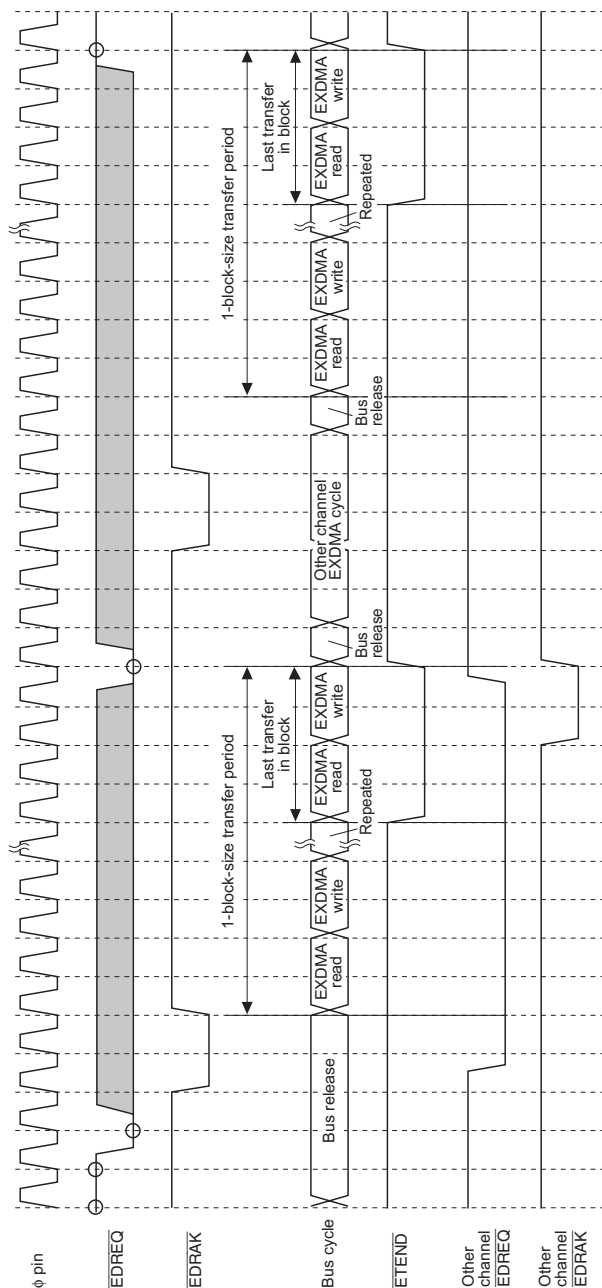 φ pin
EDREQ
EDRAK
1-block-size transfer period
1-block-size transfer period
Last transfer
in block
Last transfer
in block
Bus cycle
Bus release
EXDMA
read
EXDMA
write
Repeated
EXDMA
read
EXDMA
write
Bus
release
Other channel
EXDMA cycle
Bus
release
EXDMA
read
EXDMA
write
Repeated
EXDMA
read
EXDMA
write
ETEND
Other
channel
EDREQ
Other
channel
EDRAK